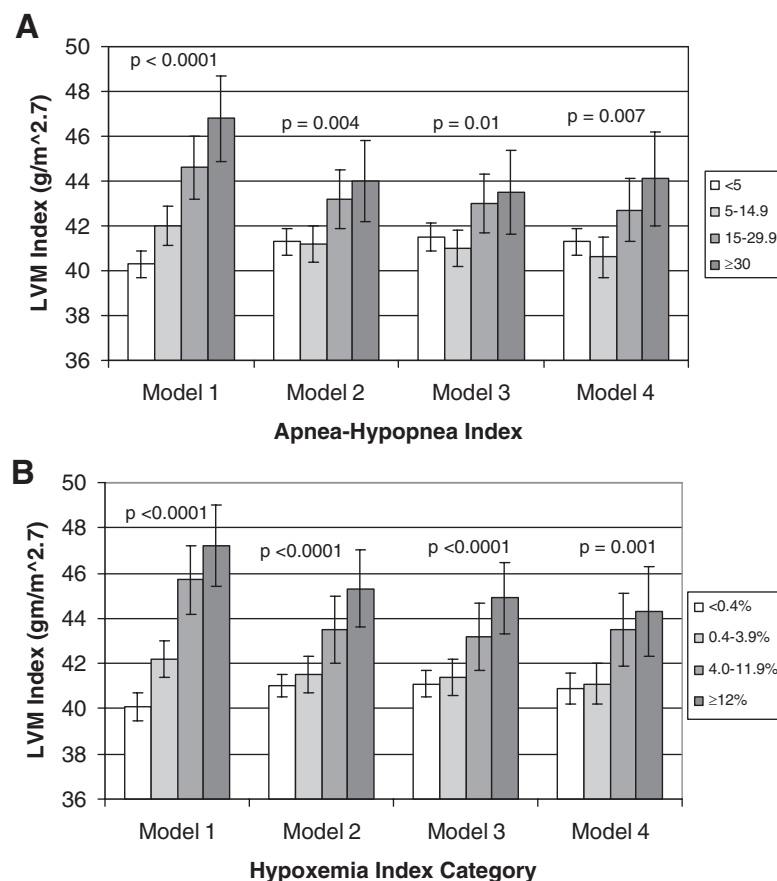 A
p < 0.0001
p = 0.004
p = 0.01
p = 0.007
LVM Index (g/m^2.7)
50
48
46
44
42
40
38
36
Model 1 Model 2 Model 3 Model 4
Apnea-Hypopnea Index
<5
5-14.9
15-29.9
≥30
B
p <0.0001
p <0.0001
p <0.0001
p = 0.001
LVM Index (gm/m^2.7)
50
48
46
44
42
40
38
36
Model 1 Model 2 Model 3 Model 4
Hypoxemia Index Category
<0.4%
0.4-3.9%
4.0-11.9%
≥12%